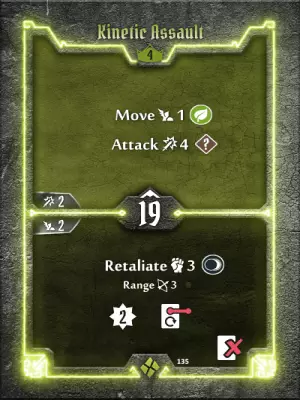 Kinetic Assault
4
Move 1
Attack 4 ?
2
19
2
Retaliate 3
Range 3
2
135